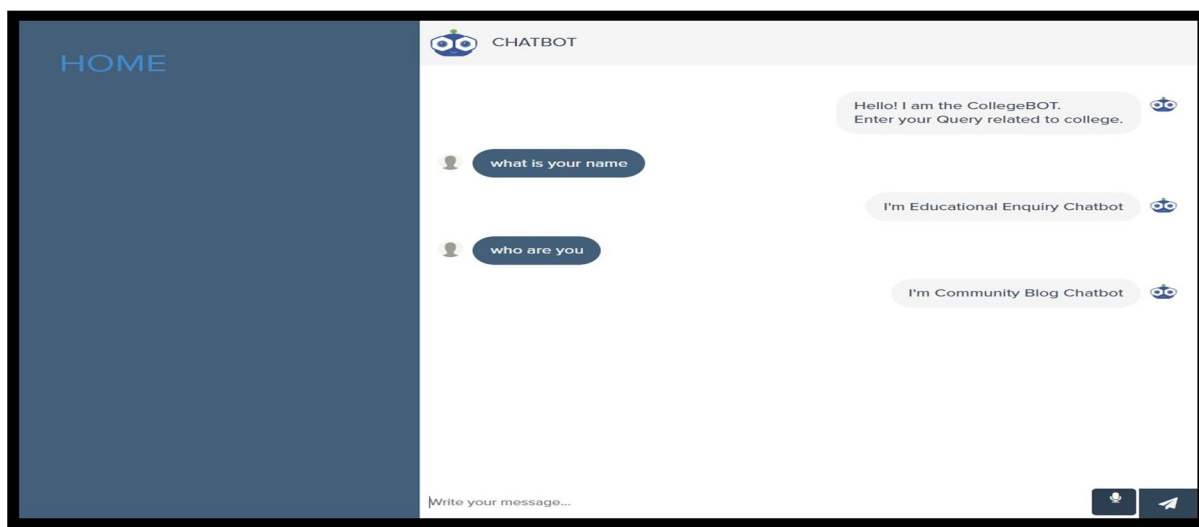 HOME
CHATBOT
Hello! I am the CollegeBOT.
Enter your Query related to college.
what is your name
I'm Educational Enquiry Chatbot
who are you
I'm Community Blog Chatbot
Write your message...